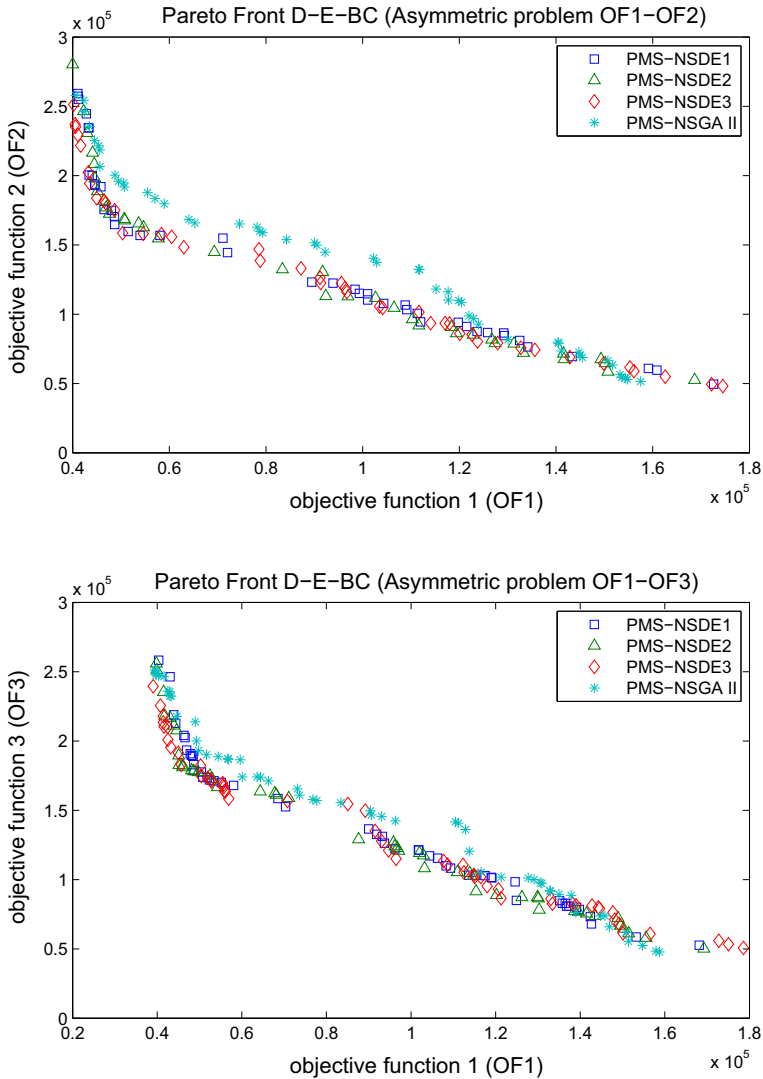 Pareto Front D−E−BC (Asymmetric problem OF1−OF2)
x 10^5
3
2.5
2
1.5
1
0.5
0
objective function 2 (OF2)
PMS−NSDE1
PMS−NSDE2
PMS−NSDE3
PMS−NSGA II
0.4 0.6 0.8 1 1.2 1.4 1.6 1.8
x 10^5
objective function 1 (OF1)
Pareto Front D−E−BC (Asymmetric problem OF1−OF3)
x 10^5
3
2.5
2
1.5
1
0.5
0
objective function 3 (OF3)
PMS−NSDE1
PMS−NSDE2
PMS−NSDE3
PMS−NSGA II
0.2 0.4 0.6 0.8 1 1.2 1.4 1.6 1.8
x 10^5
objective function 1 (OF1)